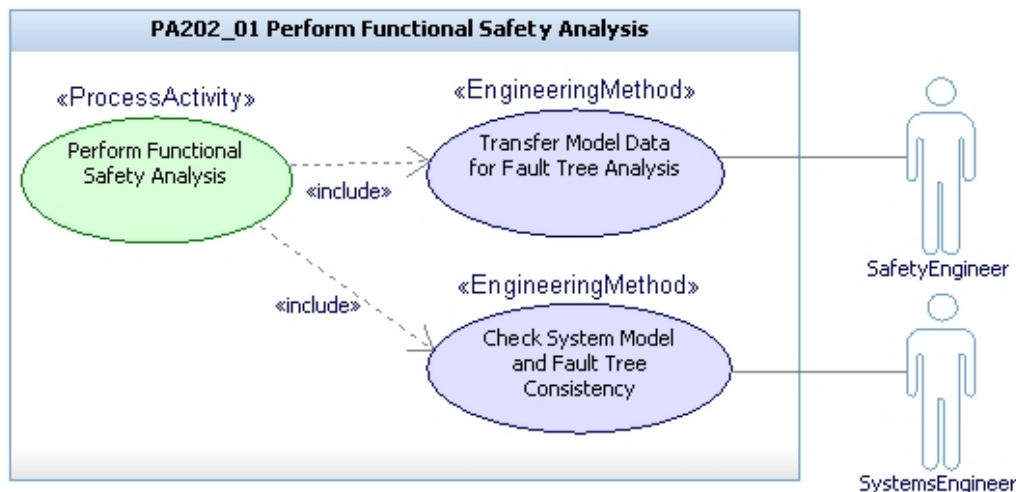 PA202_01 Perform Functional Safety Analysis
«ProcessActivity»
Perform Functional
Safety Analysis
«include»
«EngineeringMethod»
Transfer Model Data
for Fault Tree Analysis
SafetyEngineer
«include»
«EngineeringMethod»
Check System Model
and Fault Tree
Consistency
SystemsEngineer